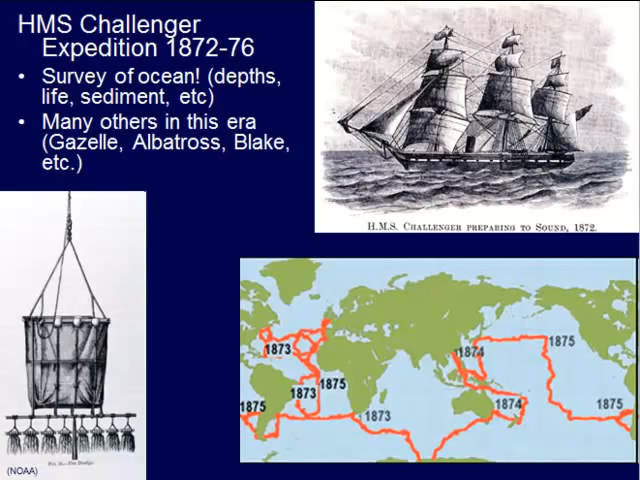 HMS Challenger
Expedition 1872-76
• Survey of ocean! (depths,
life, sediment, etc)
• Many others in this era
(Gazelle, Albatross, Blake,
etc.)
H.M.S. CHALLENGER PREPARING TO SOUND, 1872.
1873
1874
1875
1873
1875
1875
1873
1874
1875
(NOAA)